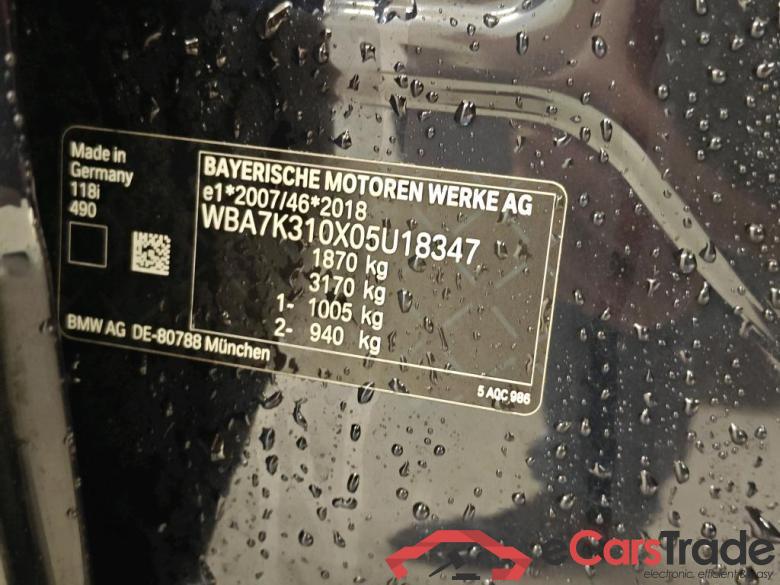 Made in
Germany
118i
490
BAYERISCHE MOTOREN WERKE AG
e1*2007/46*2018
WBA7K310X05U18347
1870 kg
3170 kg
1- 1005 kg
2- 940 kg
BMW AG DE-80788 München
5 A0C 986
eCarsTrade
electronic, efficient & easy